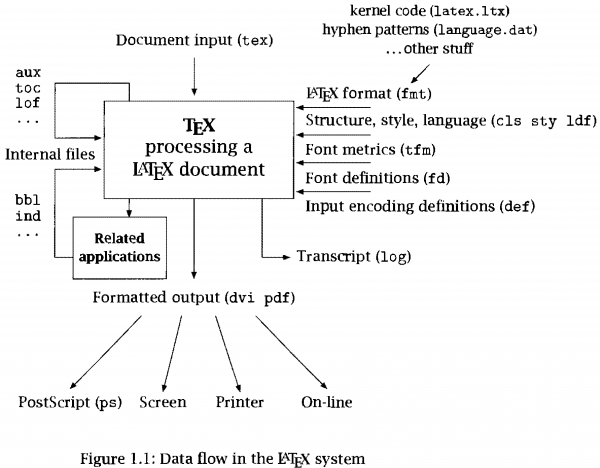 kernel code (latex.ltx)
hyphen patterns (language.dat)
...other stuff
Document input (tex)
aux
toc
lof
...
LATEX format (fmt)
Structure, style, language (cls sty ldf)
Font metrics (tfm)
Font definitions (fd)
Input encoding definitions (def)
TEX
processing a
LATEX document
Internal files
bbl
ind
...
Related
applications
Transcript (log)
Formatted output (dvi pdf)
PostScript (ps)
Screen
Printer
On-line
Figure 1.1: Data flow in the LATEX system